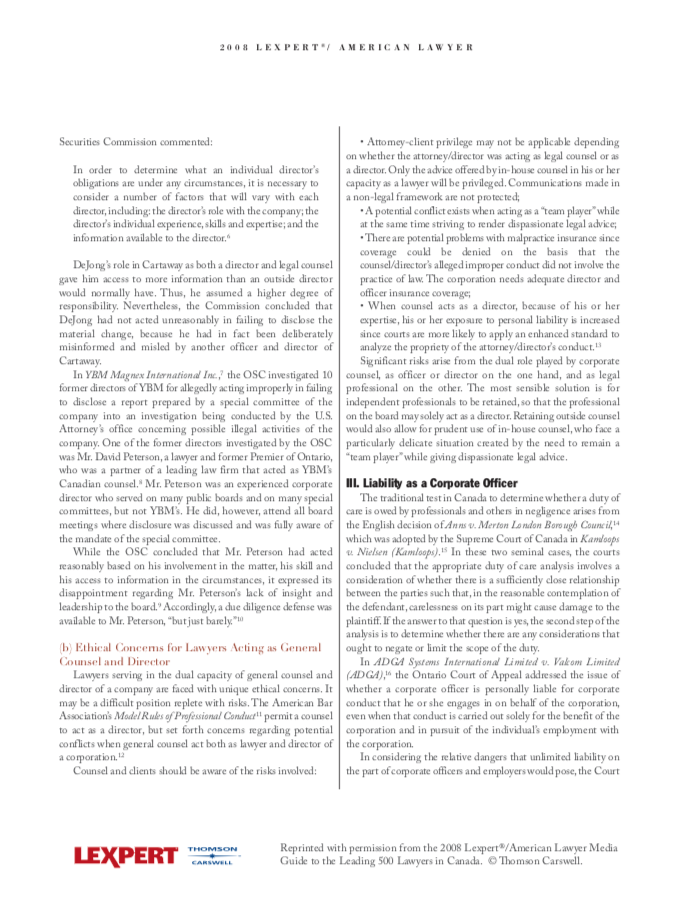 2008 LEXPERT®/ AMERICAN LAWYER
Securities Commission commented:
In order to determine what an individual director's
obligations are under any circumstances, it is necessary to
consider a number of factors that will vary with each
director, including: the director's role with the company; the
director's individual experience, skills and expertise; and the
information available to the director.⁶
DeJong's role in Cartaway as both a director and legal counsel
gave him access to more information than an outside director
would normally have. Thus, he assumed a higher degree of
responsibility. Nevertheless, the Commission concluded that
DeJong had not acted unreasonably in failing to disclose the
material change, because he had in fact been deliberately
misinformed and misled by another officer and director of
Cartaway.
In YBM Magnex International Inc.,⁷ the OSC investigated 10
former directors of YBM for allegedly acting improperly in failing
to disclose a report prepared by a special committee of the
company into an investigation being conducted by the U.S.
Attorney's office concerning possible illegal activities of the
company. One of the former directors investigated by the OSC
was Mr. David Peterson, a lawyer and former Premier of Ontario,
who was a partner of a leading law firm that acted as YBM's
Canadian counsel.⁸ Mr. Peterson was an experienced corporate
director who served on many public boards and on many special
committees, but not YBM's. He did, however, attend all board
meetings where disclosure was discussed and was fully aware of
the mandate of the special committee.
While the OSC concluded that Mr. Peterson had acted
reasonably based on his involvement in the matter, his skill and
his access to information in the circumstances, it expressed its
disappointment regarding Mr. Peterson's lack of insight and
leadership to the board.⁹ Accordingly, a due diligence defense was
available to Mr. Peterson, "but just barely."¹⁰
(b) Ethical Concerns for Lawyers Acting as General
Counsel and Director
Lawyers serving in the dual capacity of general counsel and
director of a company are faced with unique ethical concerns. It
may be a difficult position replete with risks. The American Bar
Association's Model Rules of Professional Conduct¹¹ permit a counsel
to act as a director, but set forth concerns regarding potential
conflicts when general counsel act both as lawyer and director of
a corporation.¹²
Counsel and clients should be aware of the risks involved:
• Attorney-client privilege may not be applicable depending
on whether the attorney/director was acting as legal counsel or as
a director. Only the advice offered by in-house counsel in his or her
capacity as a lawyer will be privileged. Communications made in
a non-legal framework are not protected;
• A potential conflict exists when acting as a "team player" while
at the same time striving to render dispassionate legal advice;
• There are potential problems with malpractice insurance since
coverage could be denied on the basis that the
counsel/director's alleged improper conduct did not involve the
practice of law. The corporation needs adequate director and
officer insurance coverage;
• When counsel acts as a director, because of his or her
expertise, his or her exposure to personal liability is increased
since courts are more likely to apply an enhanced standard to
analyze the propriety of the attorney/director's conduct.¹³
Significant risks arise from the dual role played by corporate
counsel, as officer or director on the one hand, and as legal
professional on the other. The most sensible solution is for
independent professionals to be retained, so that the professional
on the board may solely act as a director. Retaining outside counsel
would also allow for prudent use of in-house counsel, who face a
particularly delicate situation created by the need to remain a
"team player" while giving dispassionate legal advice.
III. Liability as a Corporate Officer
The traditional test in Canada to determine whether a duty of
care is owed by professionals and others in negligence arises from
the English decision of Anns v. Merton London Borough Council,¹⁴
which was adopted by the Supreme Court of Canada in Kamloops
v. Nielsen (Kamloops).¹⁵ In these two seminal cases, the courts
concluded that the appropriate duty of care analysis involves a
consideration of whether there is a sufficiently close relationship
between the parties such that, in the reasonable contemplation of
the defendant, carelessness on its part might cause damage to the
plaintiff. If the answer to that question is yes, the second step of the
analysis is to determine whether there are any considerations that
ought to negate or limit the scope of the duty.
In ADGA Systems International Limited v. Valcom Limited
(ADGA),¹⁶ the Ontario Court of Appeal addressed the issue of
whether a corporate officer is personally liable for corporate
conduct that he or she engages in on behalf of the corporation,
even when that conduct is carried out solely for the benefit of the
corporation and in pursuit of the individual's employment with
the corporation.
In considering the relative dangers that unlimited liability on
the part of corporate officers and employers would pose, the Court
LEXPERT
THOMSON
CARSWELL
Reprinted with permission from the 2008 Lexpert®/American Lawyer Media
Guide to the Leading 500 Lawyers in Canada. © Thomson Carswell.